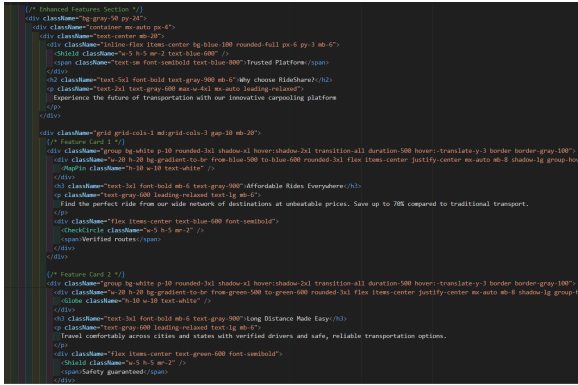 {/* Enhanced Features Section */}
<div className="bg-gray-50 py-24">
<div className="container mx-auto px-4">
<div className="text-center mb-20">
<div className="inline-flex items-center bg-blue-100 rounded-full px-6 py-3 mb-6">
<Shield className="w-5 h-5 mr-2 text-blue-600" />
<span className="text-sm font-semibold text-blue-800">Trusted Platform</span>
</div>
<h2 className="text-5xl font-bold text-gray-900 mb-6">Why choose RideShare?</h2>
<p className="text-2xl text-gray-600 max-w-4xl mx-auto leading-relaxed">
Experience the future of transportation with our innovative carpooling platform
</p>
</div>
<div className="grid grid-cols-1 md:grid-cols-3 gap-10 mb-20">
{/* Feature Card 1 */}
<div className="group bg-white p-10 rounded-3xl shadow-xl hover:shadow-2xl transition-all duration-500 hover:-translate-y-3 border border-gray-100">
<div className="w-20 h-20 bg-gradient-to-br from-blue-500 to-blue-600 rounded-3xl flex items-center justify-center mx-auto mb-8 shadow-lg group-hov
<MapPin className="h-10 w-10 text-white" />
</div>
<h3 className="text-3xl font-bold mb-6 text-gray-900">Affordable Rides Everywhere</h3>
<p className="text-gray-600 leading-relaxed text-lg mb-6">
Find the perfect ride from our wide network of destinations at unbeatable prices. Save up to 70% compared to traditional transport.
</p>
<div className="flex items-center text-blue-600 font-semibold">
<CheckCircle className="w-5 h-5 mr-2" />
<span>Verified routes</span>
</div>
</div>
{/* Feature Card 2 */}
<div className="group bg-white p-10 rounded-3xl shadow-xl hover:shadow-2xl transition-all duration-500 hover:-translate-y-3 border border-gray-100">
<div className="w-20 h-20 bg-gradient-to-br from-green-500 to-green-600 rounded-3xl flex items-center justify-center mx-auto mb-8 shadow-lg group-h
<Globe className="h-10 w-10 text-white" />
</div>
<h3 className="text-3xl font-bold mb-6 text-gray-900">Long Distance Made Easy</h3>
<p className="text-gray-600 leading-relaxed text-lg mb-6">
Travel comfortably across cities and states with verified drivers and safe, reliable transportation options.
</p>
<div className="flex items-center text-green-600 font-semibold">
<Shield className="w-5 h-5 mr-2" />
<span>Safety guaranteed</span>
</div>